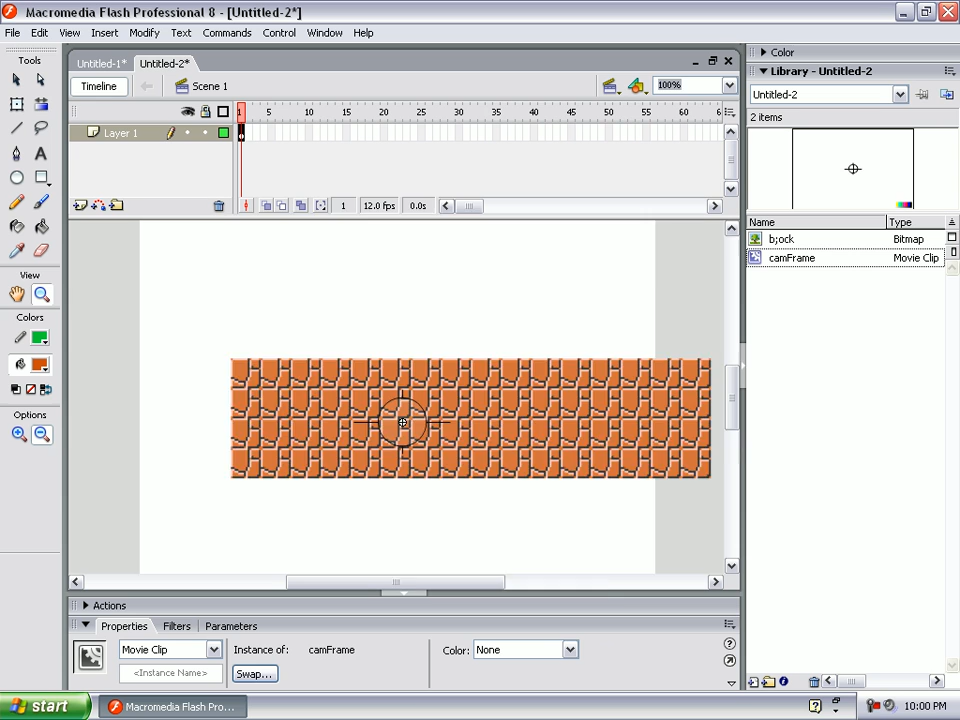 Macromedia Flash Professional 8 - [Untitled-2*]
File Edit View Insert Modify Text Commands Control Window Help
Tools
Untitled-1* Untitled-2*
Color
Library - Untitled-2
Timeline Scene 1 100%
Untitled-2
2 items
1 5 10 15 20 25 30 35 40 45 50 55 60 6
Layer 1
1 12.0 fps 0.0s
Name Type
b;ock Bitmap
camFrame Movie Clip
View
Colors
Options
Actions
Properties Filters Parameters
Movie Clip Instance of: camFrame Color: None
<Instance Name> Swap...
start Macromedia Flash Pro... 10:00 PM